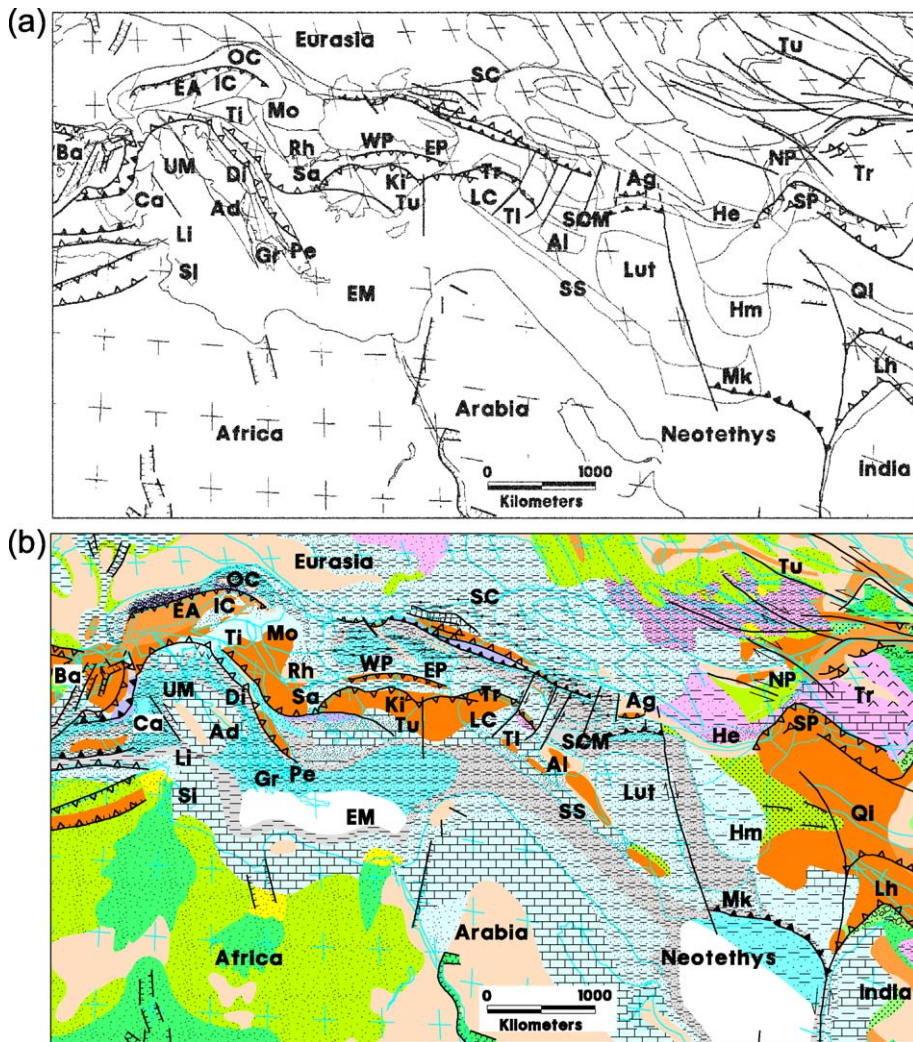 (a)
Eurasia
Tu
OC
SC
EA IC
Ti Mo
WP EP
Ba UM Rh NP Tr
Di Sa Ki Tr Ag SP
Ca Ad Tu LC He
Tl SCM
Li Gr Pe Al
Sl Lut
EM SS Hm Ql
Mk Lh
Africa Arabia Neotethys
India
0 1000
Kilometers
(b)
Eurasia
Tu
OC
SC
EA IC
Ti Mo
Ba WP EP NP
UM Rh Tr
Di Sa Ki Tr Ag SP
Ca Ad Tu LC He
Tl SCM
Li Gr Pe Al
Sl Lut
EM SS Hm Ql
Mk Lh
Africa Arabia Neotethys
India
0 1000
Kilometers